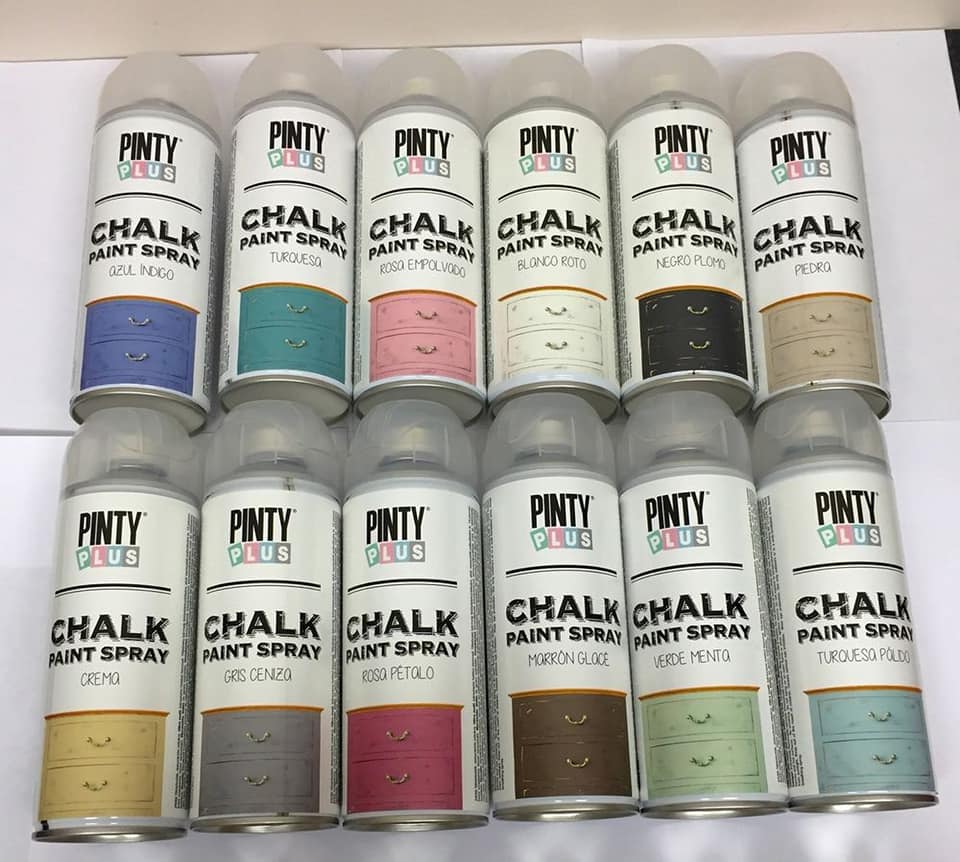 PINTY
PLUS
CHALK
PAINT SPRAY
AZUL ÍNDIGO
PINTY
PLUS
CHALK
PAINT SPRAY
TURQUESA
PINTY
PLUS
CHALK
PAINT SPRAY
ROSA EMPOLVADO
PINTY
PLUS
CHALK
PAINT SPRAY
BLANCO ROTO
PINTY
PLUS
CHALK
PAINT SPRAY
NEGRO PLOMO
PINTY
PLUS
CHALK
PAINT SPRAY
PIEDRA
PINTY
PLUS
CHALK
PAINT SPRAY
CREMA
PINTY
PLUS
CHALK
PAINT SPRAY
GRIS CENIZA
PINTY
PLUS
CHALK
PAINT SPRAY
ROSA PÉTALO
PINTY
PLUS
CHALK
PAINT SPRAY
MARRÓN GLACÉ
PINTY
PLUS
CHALK
PAINT SPRAY
VERDE MENTA
PINTY
PLUS
CHALK
PAINT SPRAY
TURQUESA PÁLIDO